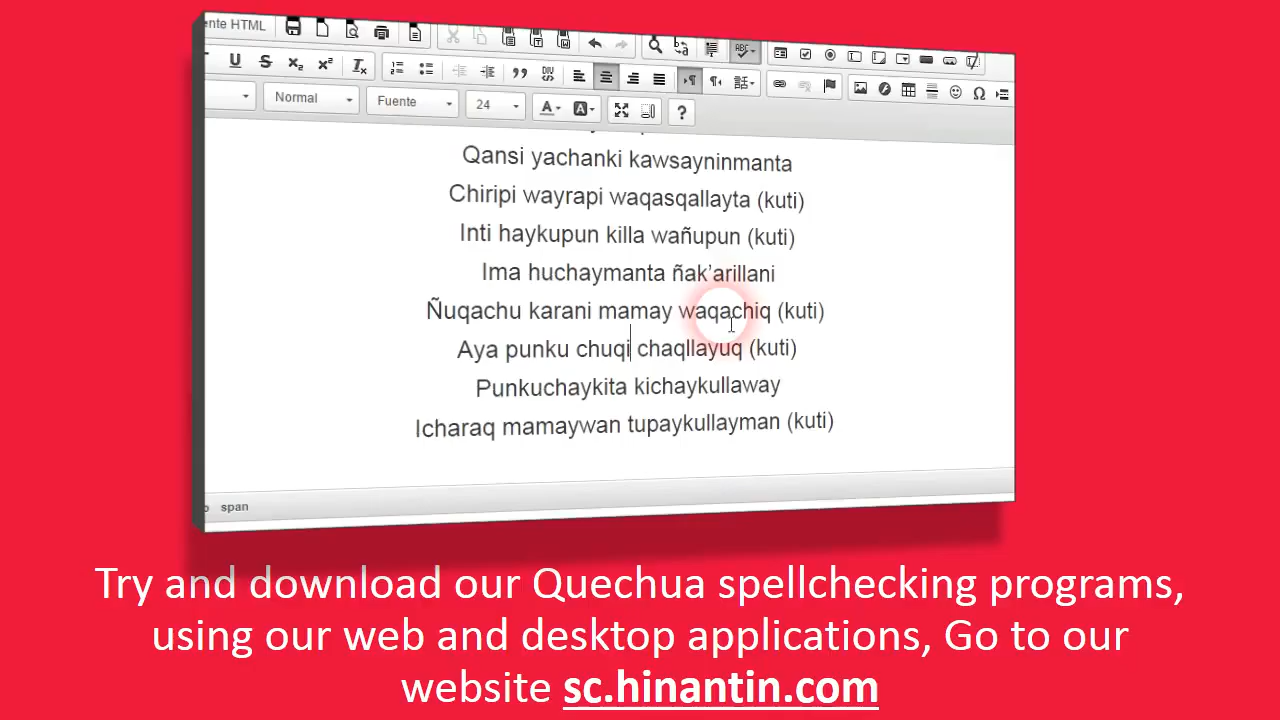 ente HTML
Normal Fuente 24 A A ?
Qansi yachanki kawsayninmanta
Chiripi wayrapi waqasqallayta (kuti)
Inti haykupun killa wañupun (kuti)
Ima huchaymanta ñak’arillani
Ñuqachu karani mamay waqachiq (kuti)
Aya punku chuqi chaqllayuq (kuti)
Punkuchaykita kichaykullaway
Icharaq mamaywan tupaykullayman (kuti)
span
Try and download our Quechua spellchecking programs,
using our web and desktop applications, Go to our
website sc.hinantin.com